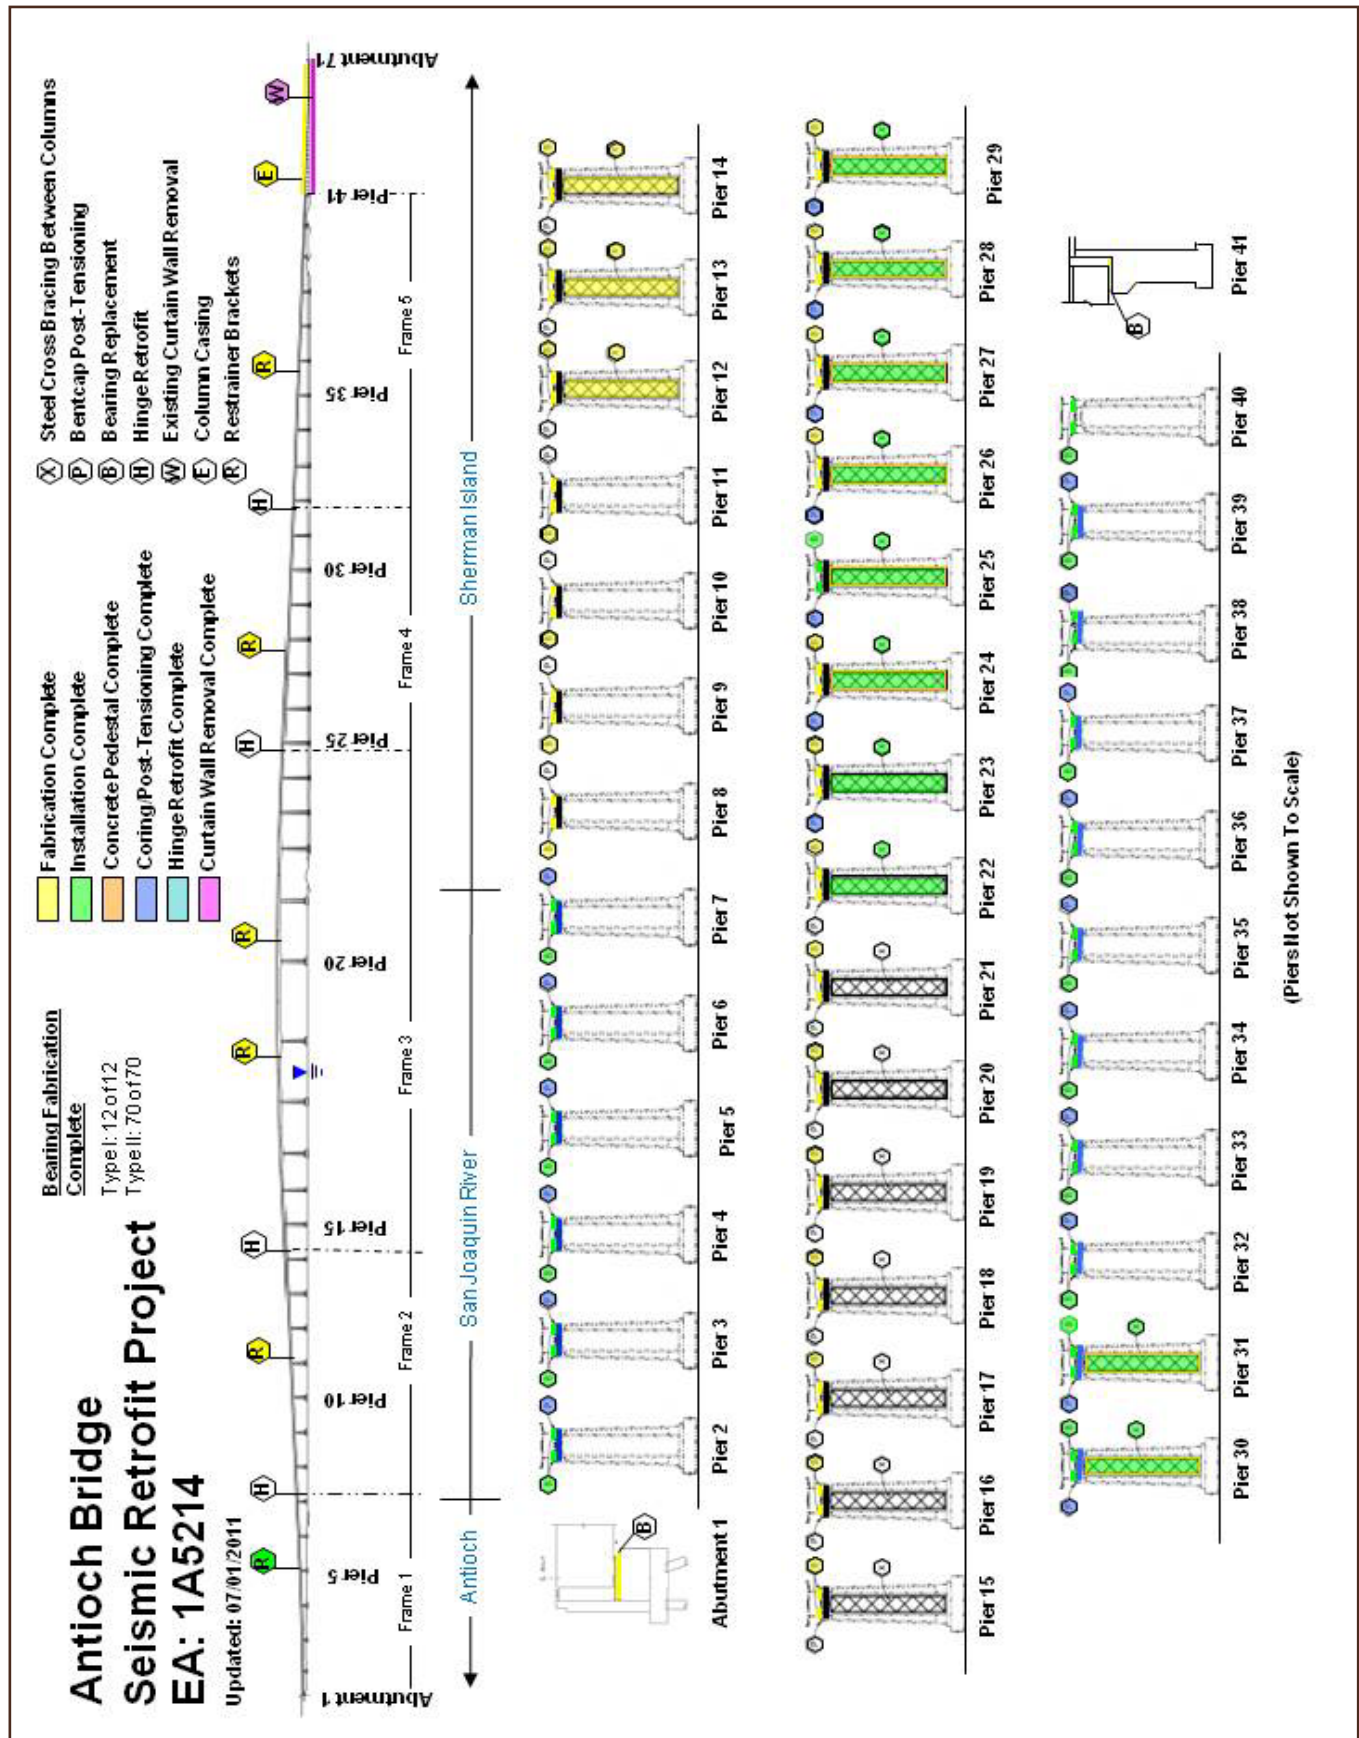 Antioch Bridge
Seismic Retrofit Project
EA: 1A5214
Updated: 07/01/2011
Bearing Fabrication
Complete
Type I: 12 of 12
Type II: 70 of 70
Fabrication Complete
Installation Complete
Concrete Pedestal Complete
Coring/Post-Tensioning Complete
Hinge Retrofit Complete
Curtain Wall Removal Complete
X Steel Cross Bracing Between Columns
P Bentcap Post-Tensioning
B Bearing Replacement
H Hinge Retrofit
W Existing Curtain Wall Removal
E Column Casing
R Restrainer Brackets
R H R H R R H R H R E W
Abutment 1 Pier 5 Pier 10 Pier 15 Pier 20 Pier 25 Pier 30 Pier 35 Pier 41 Abutment 71
Frame 1 Frame 2 Frame 3 Frame 4 Frame 5
Antioch San Joaquin River Sherman Island
B
Abutment 1 Pier 2 Pier 3 Pier 4 Pier 5 Pier 6 Pier 7 Pier 8 Pier 9 Pier 10 Pier 11 Pier 12 Pier 13 Pier 14
Pier 15 Pier 16 Pier 17 Pier 18 Pier 19 Pier 20 Pier 21 Pier 22 Pier 23 Pier 24 Pier 25 Pier 26 Pier 27 Pier 28 Pier 29
B
Pier 30 Pier 31 Pier 32 Pier 33 Pier 34 Pier 35 Pier 36 Pier 37 Pier 38 Pier 39 Pier 40 Pier 41
(Piers Not Shown To Scale)